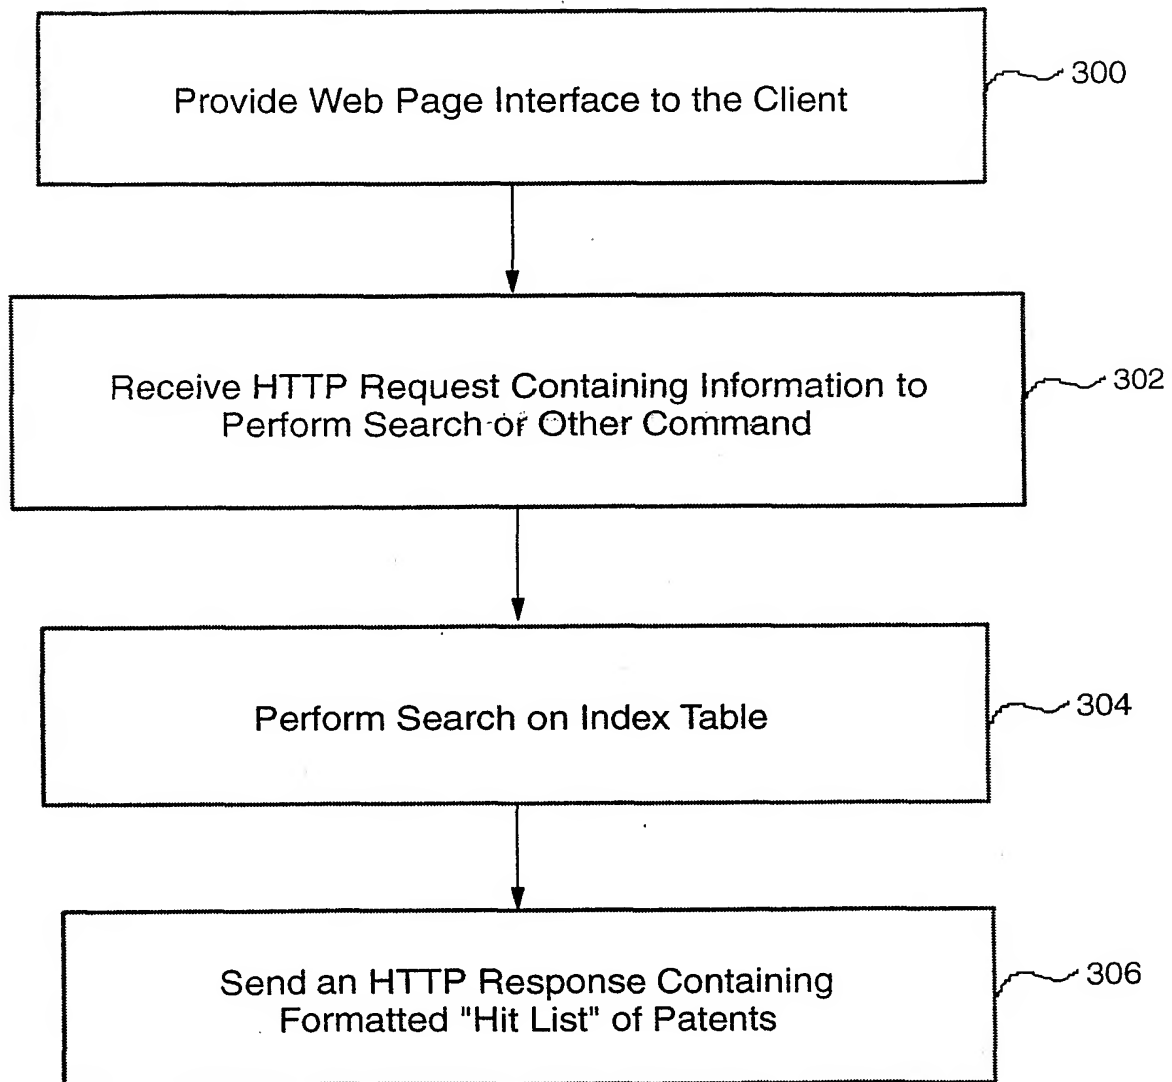 Provide Web Page Interface to the Client
300
Receive HTTP Request Containing Information to
Perform Search or Other Command
302
Perform Search on Index Table
304
Send an HTTP Response Containing
Formatted "Hit List" of Patents
306